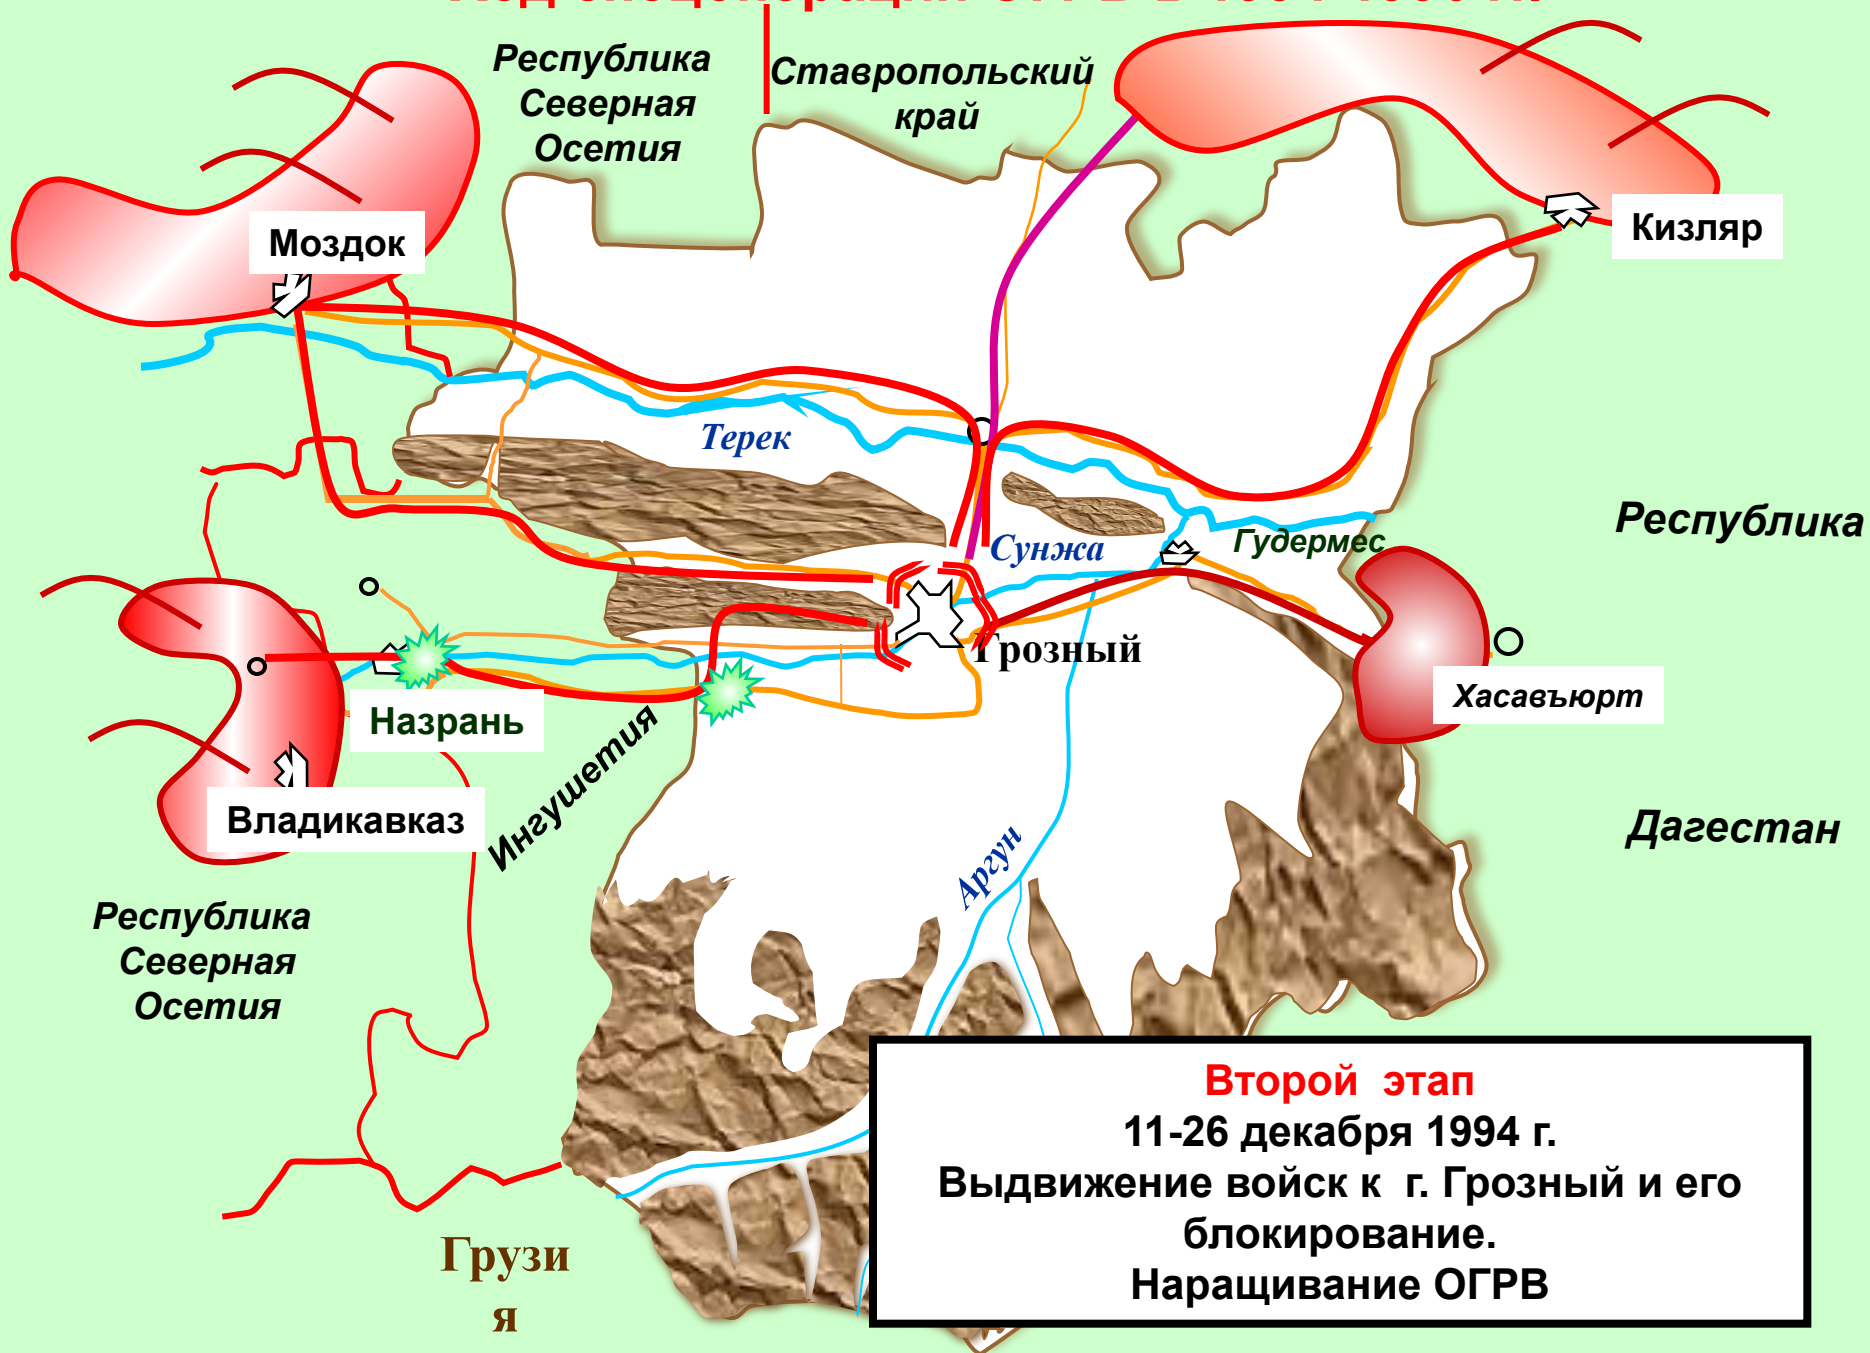 Республика
Северная
Осетия
Ставропольский
край
Моздок
Кизляр
Терек
Республика
Сунжа
Гудермес
Грозный
Хасавъюрт
Назрань
Ингушетия
Владикавказ
Дагестан
Аргун
Республика
Северная
Осетия
Второй этап
11-26 декабря 1994 г.
Выдвижение войск к г. Грозный и его
блокирование.
Наращивание ОГРВ
Грузи
я